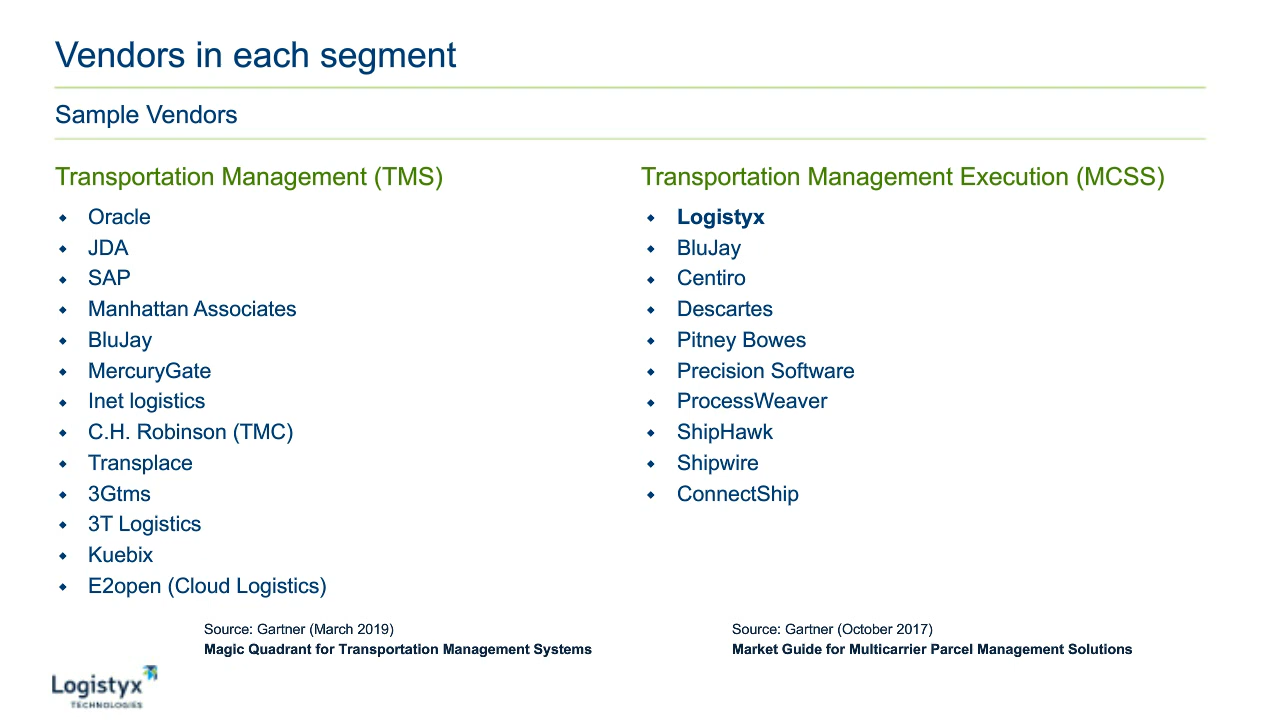 Vendors in each segment
Sample Vendors
Transportation Management (TMS)
Oracle
JDA
SAP
Manhattan Associates
BluJay
MercuryGate
Inet logistics
C.H. Robinson (TMC)
Transplace
3Gtms
3T Logistics
Kuebix
E2open (Cloud Logistics)
Source: Gartner (March 2019)
Magic Quadrant for Transportation Management Systems
Transportation Management Execution (MCSS)
Logistyx
BluJay
Centiro
Descartes
Pitney Bowes
Precision Software
ProcessWeaver
ShipHawk
Shipwire
ConnectShip
Source: Gartner (October 2017)
Market Guide for Multicarrier Parcel Management Solutions
Logistyx
TECHNOLOGIES